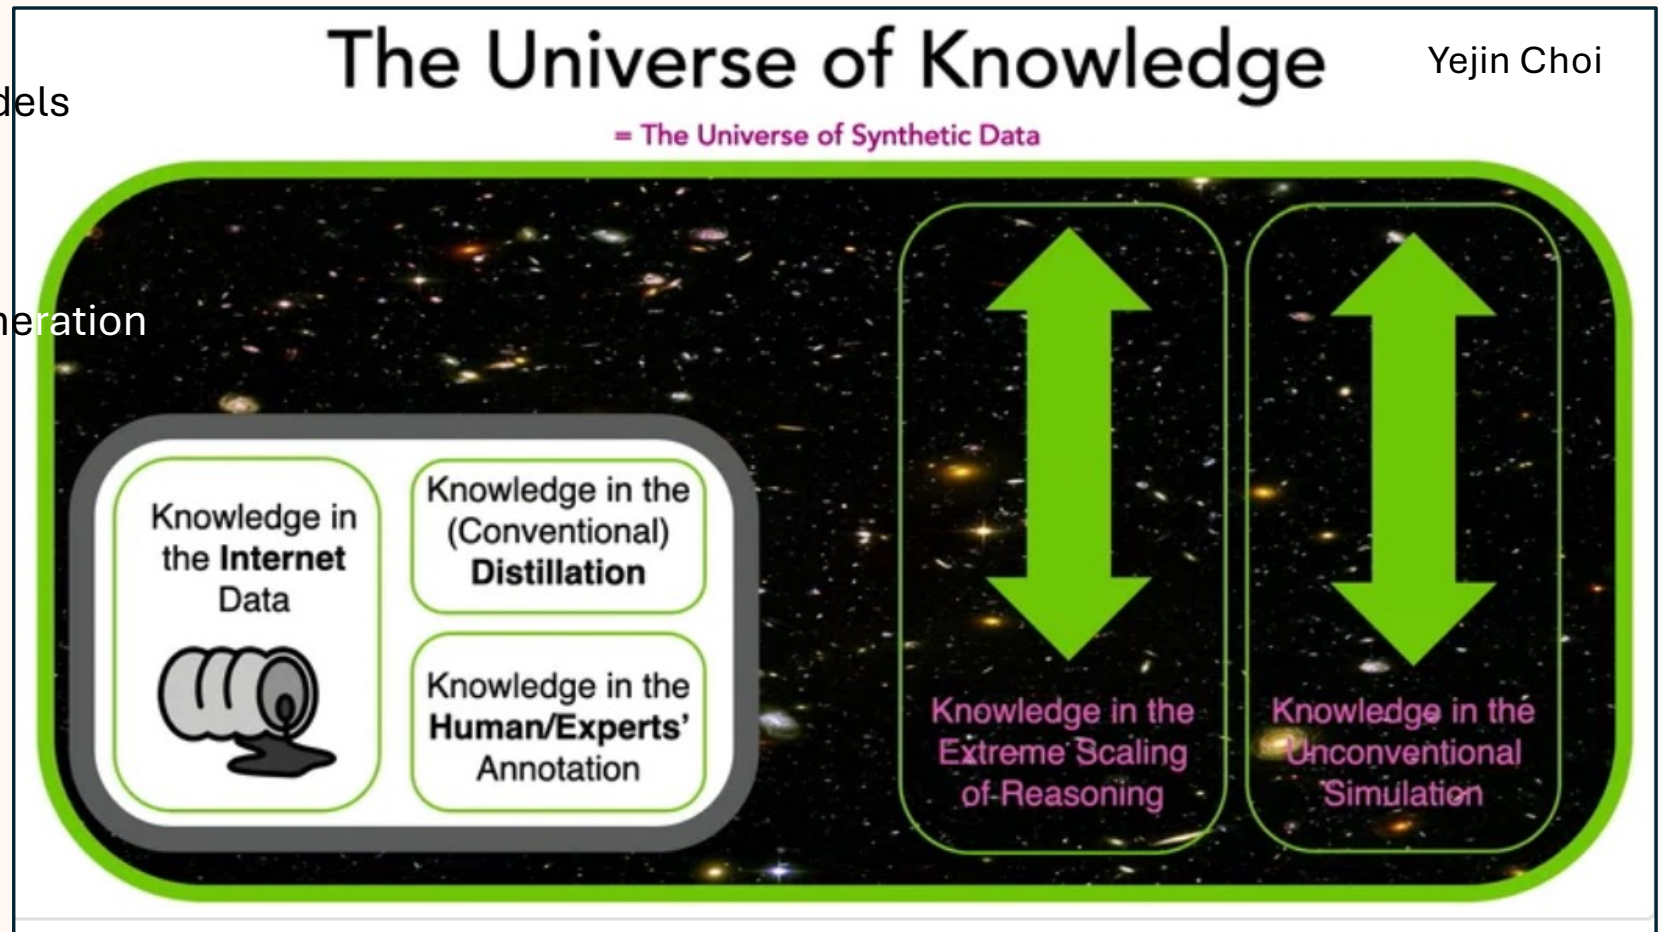 The Universe of Knowledge
Yejin Choi
dels
= The Universe of Synthetic Data
neration
Knowledge in
the Internet
Data
Knowledge in the
(Conventional)
Distillation
Knowledge in the
Human/Experts’
Annotation
Knowledge in the
Extreme Scaling
of Reasoning
Knowledge in the
Unconventional
Simulation